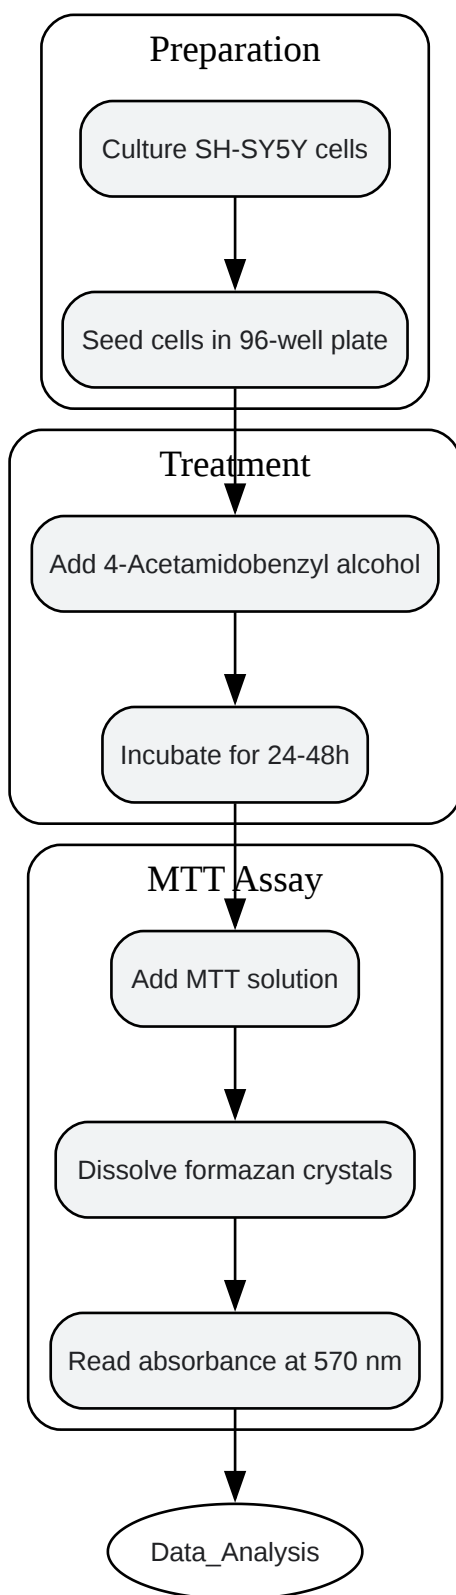 Preparation
Culture SH-SY5Y cells
Seed cells in 96-well plate
Treatment
Add 4-Acetamidobenzyl alcohol
Incubate for 24-48h
MTT Assay
Add MTT solution
Dissolve formazan crystals
Read absorbance at 570 nm
Data_Analysis